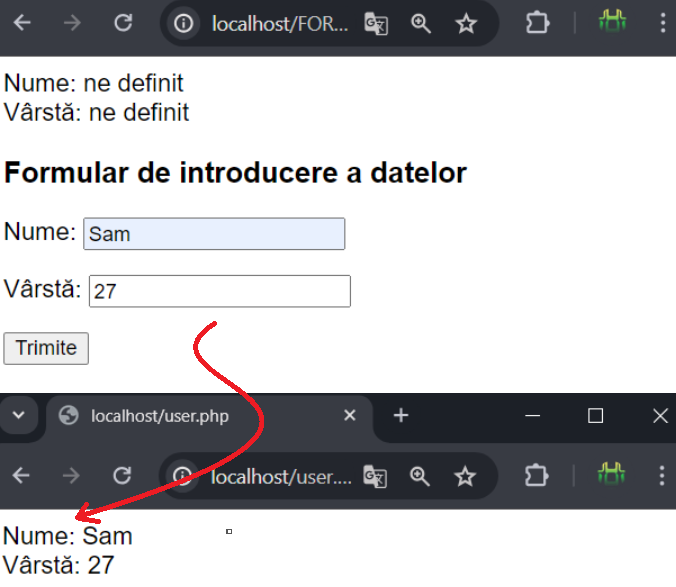 localhost/FOR...
Nume: ne definit
Vârstă: ne definit
Formular de introducere a datelor
Nume: Sam
Vârstă: 27
Trimite
localhost/user.php
localhost/user....
Nume: Sam
Vârstă: 27